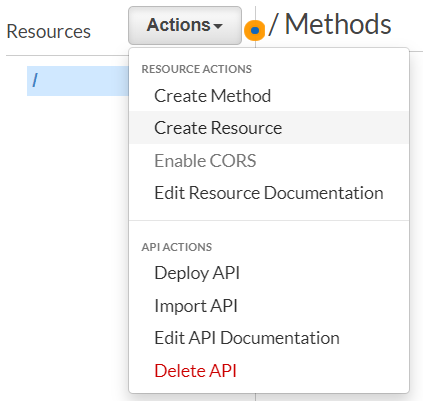 Resources
Actions
/ Methods
/
RESOURCE ACTIONS
Create Method
Create Resource
Enable CORS
Edit Resource Documentation
API ACTIONS
Deploy API
Import API
Edit API Documentation
Delete API